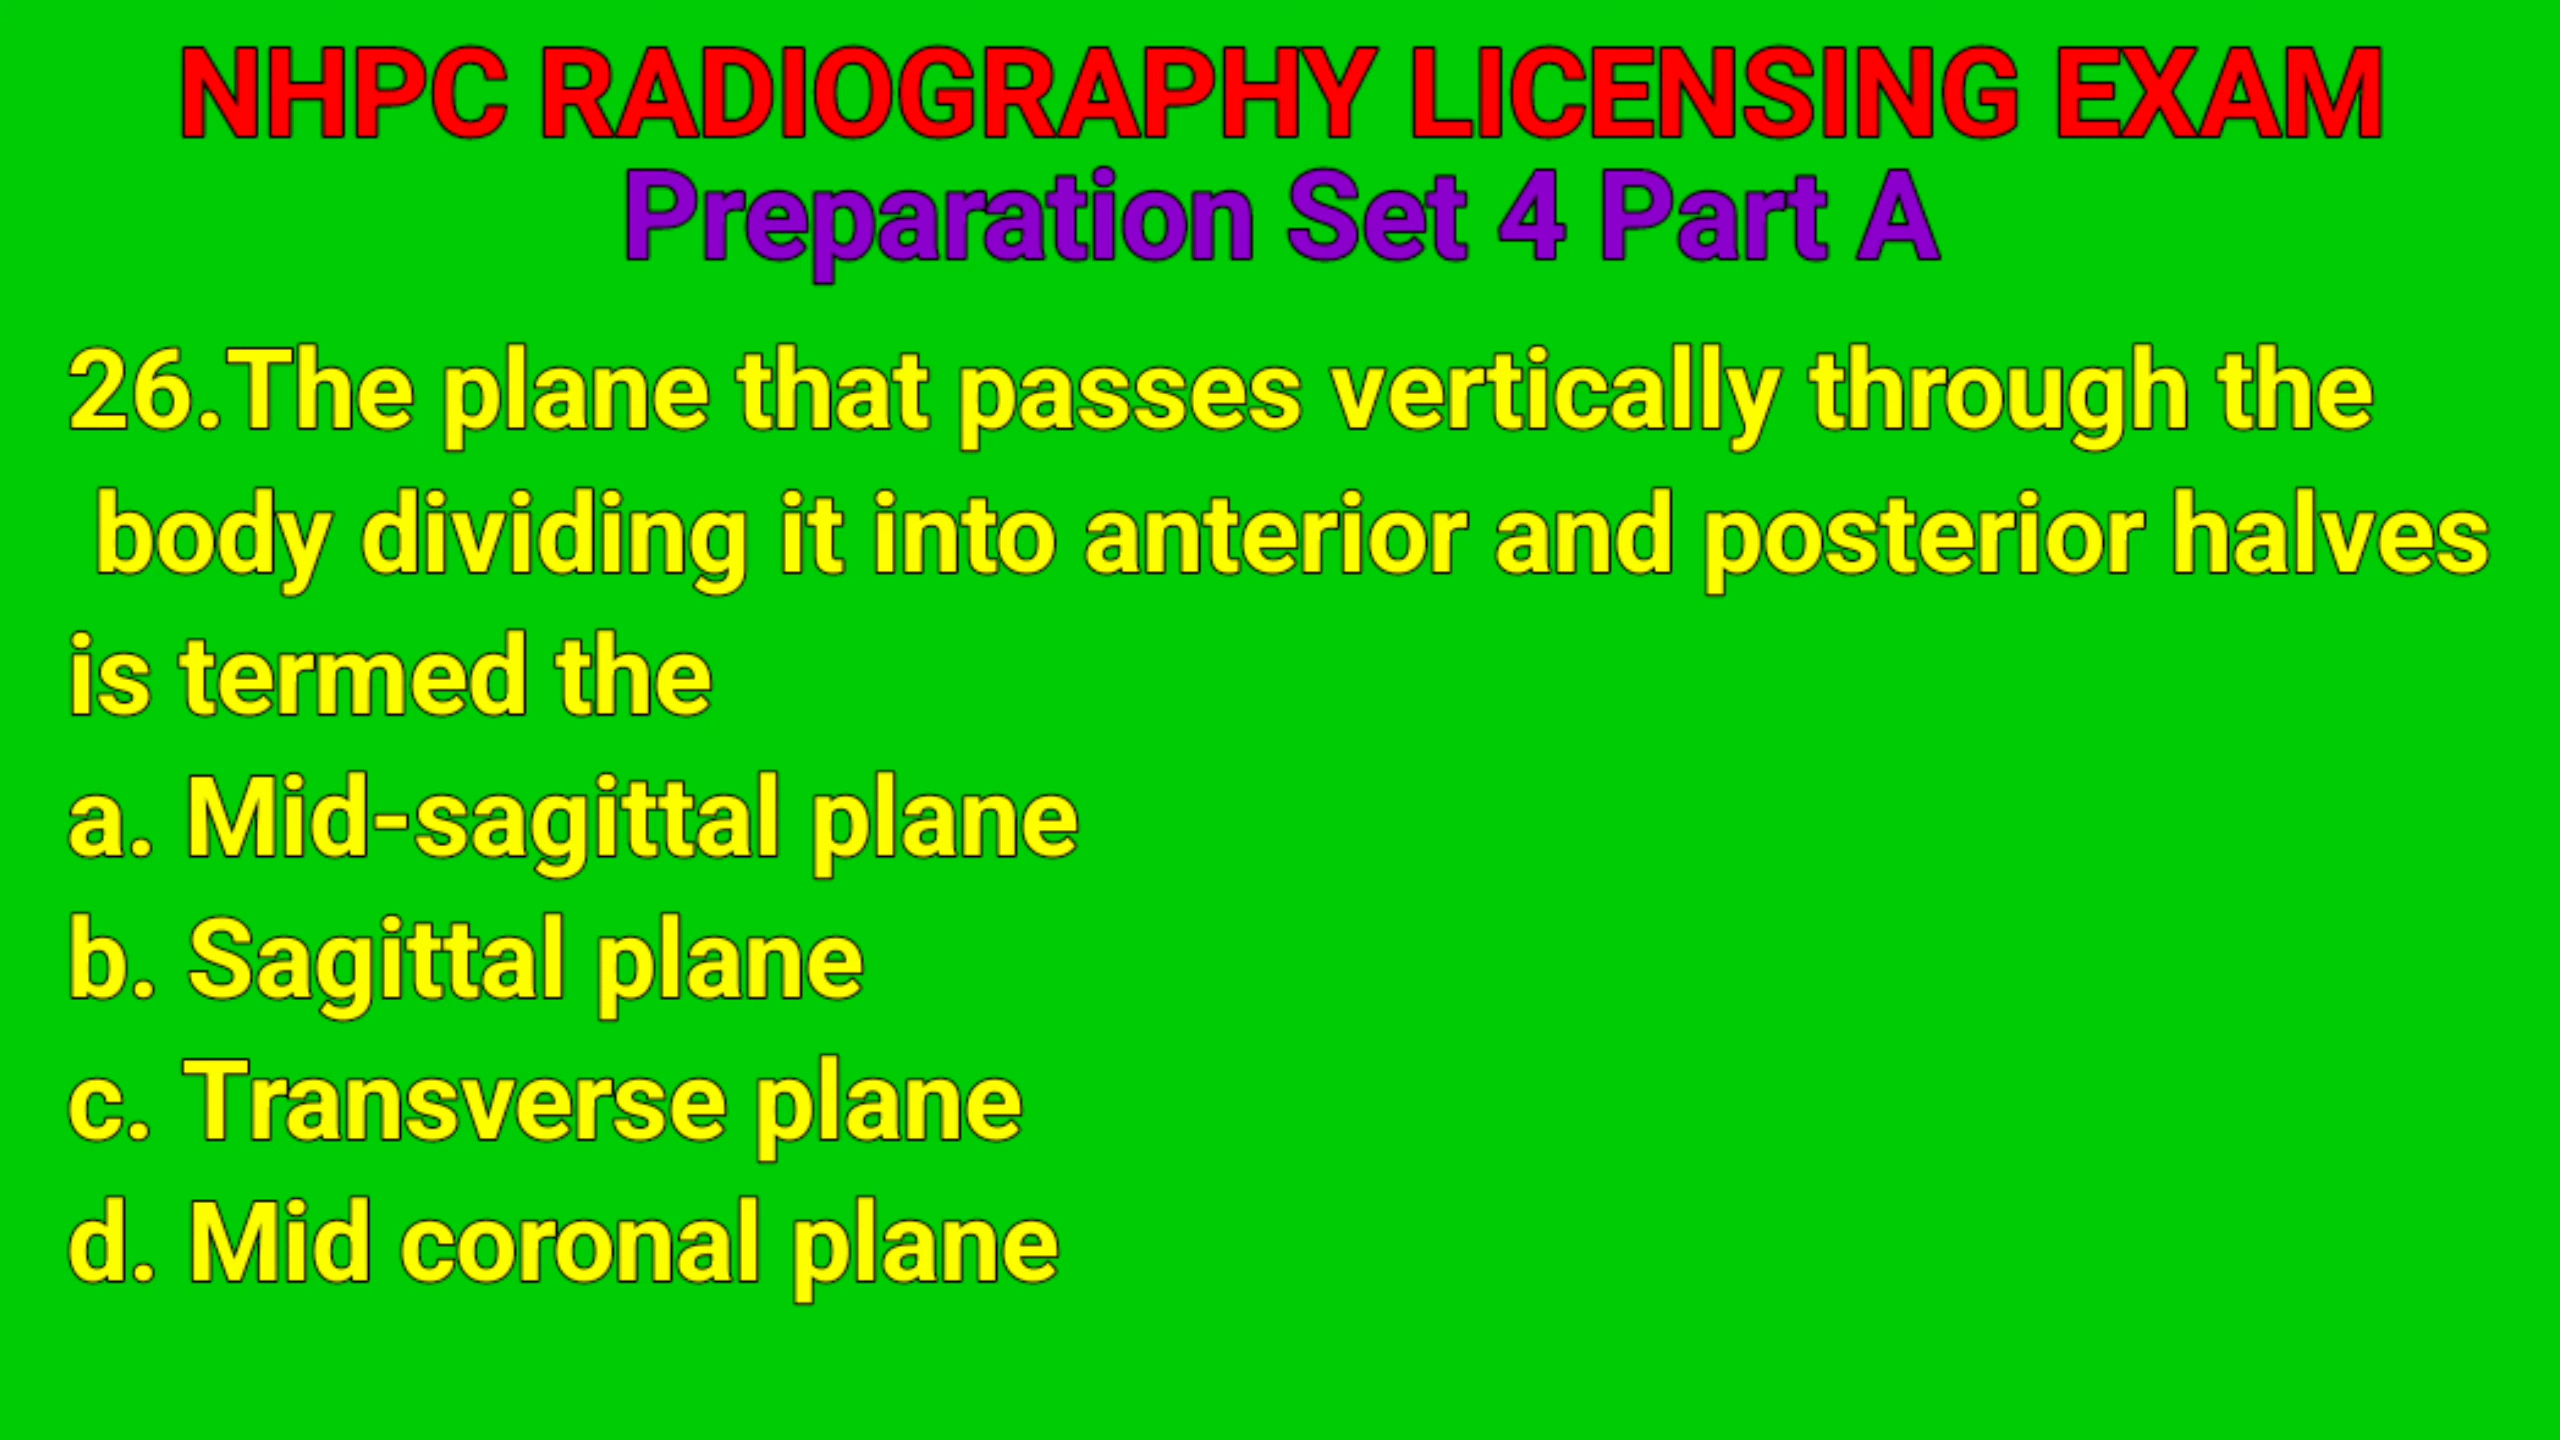 NHPC RADIOGRAPHY LICENSING EXAM
Preparation Set 4 Part A
26.The plane that passes vertically through the
body dividing it into anterior and posterior halves
is termed the
a. Mid-sagittal plane
b. Sagittal plane
c. Transverse plane
d. Mid coronal plane